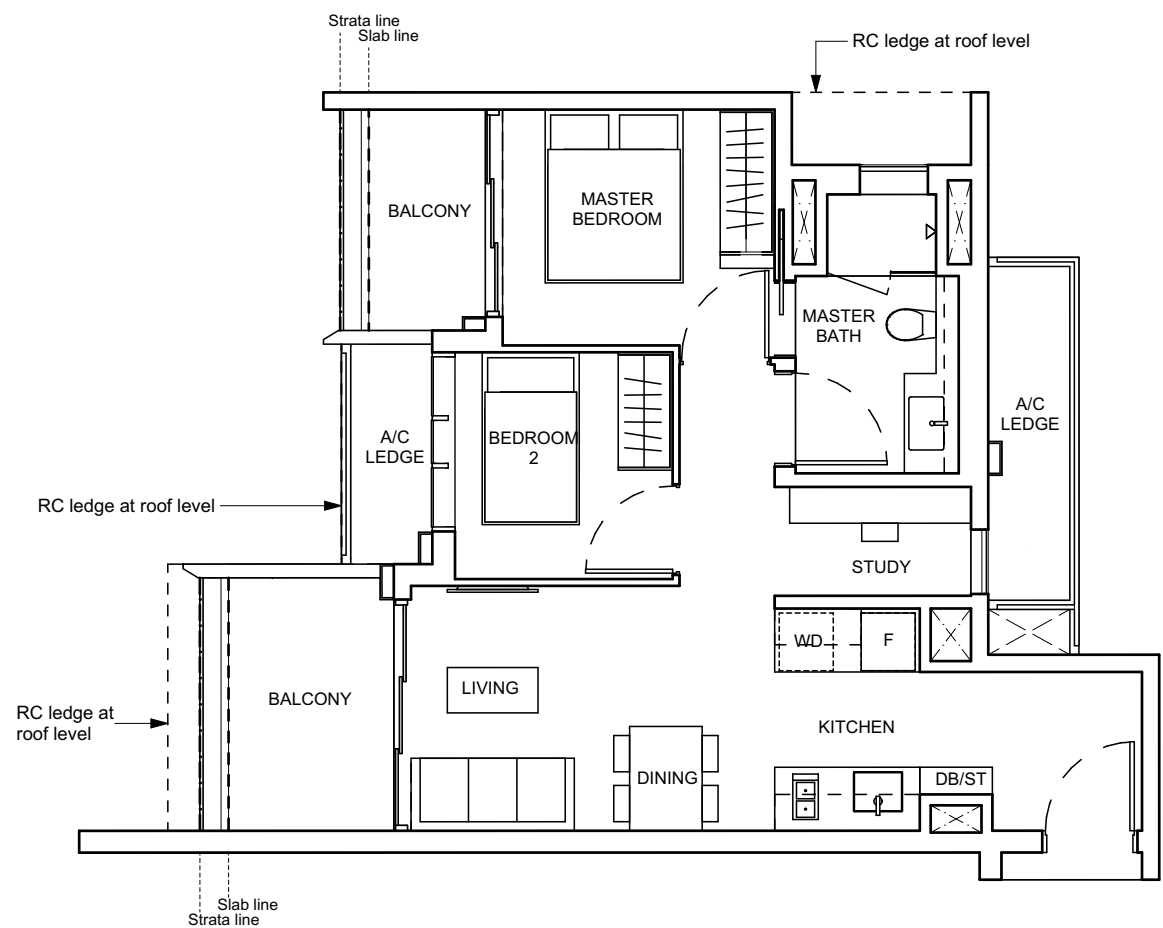 Strata line
Slab line
RC ledge at roof level
BALCONY
MASTER
BEDROOM
MASTER
BATH
A/C
LEDGE
BEDROOM
2
A/C
LEDGE
RC ledge at roof level
STUDY
WD
F
LIVING
BALCONY
RC ledge at
roof level
KITCHEN
DINING
DB/ST
Slab line
Strata line